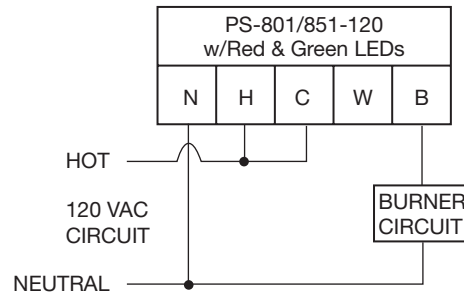 PS-801/851-120
w/Red & Green LEDs
N H C W B
HOT
120 VAC
CIRCUIT
BURNER
CIRCUIT
NEUTRAL